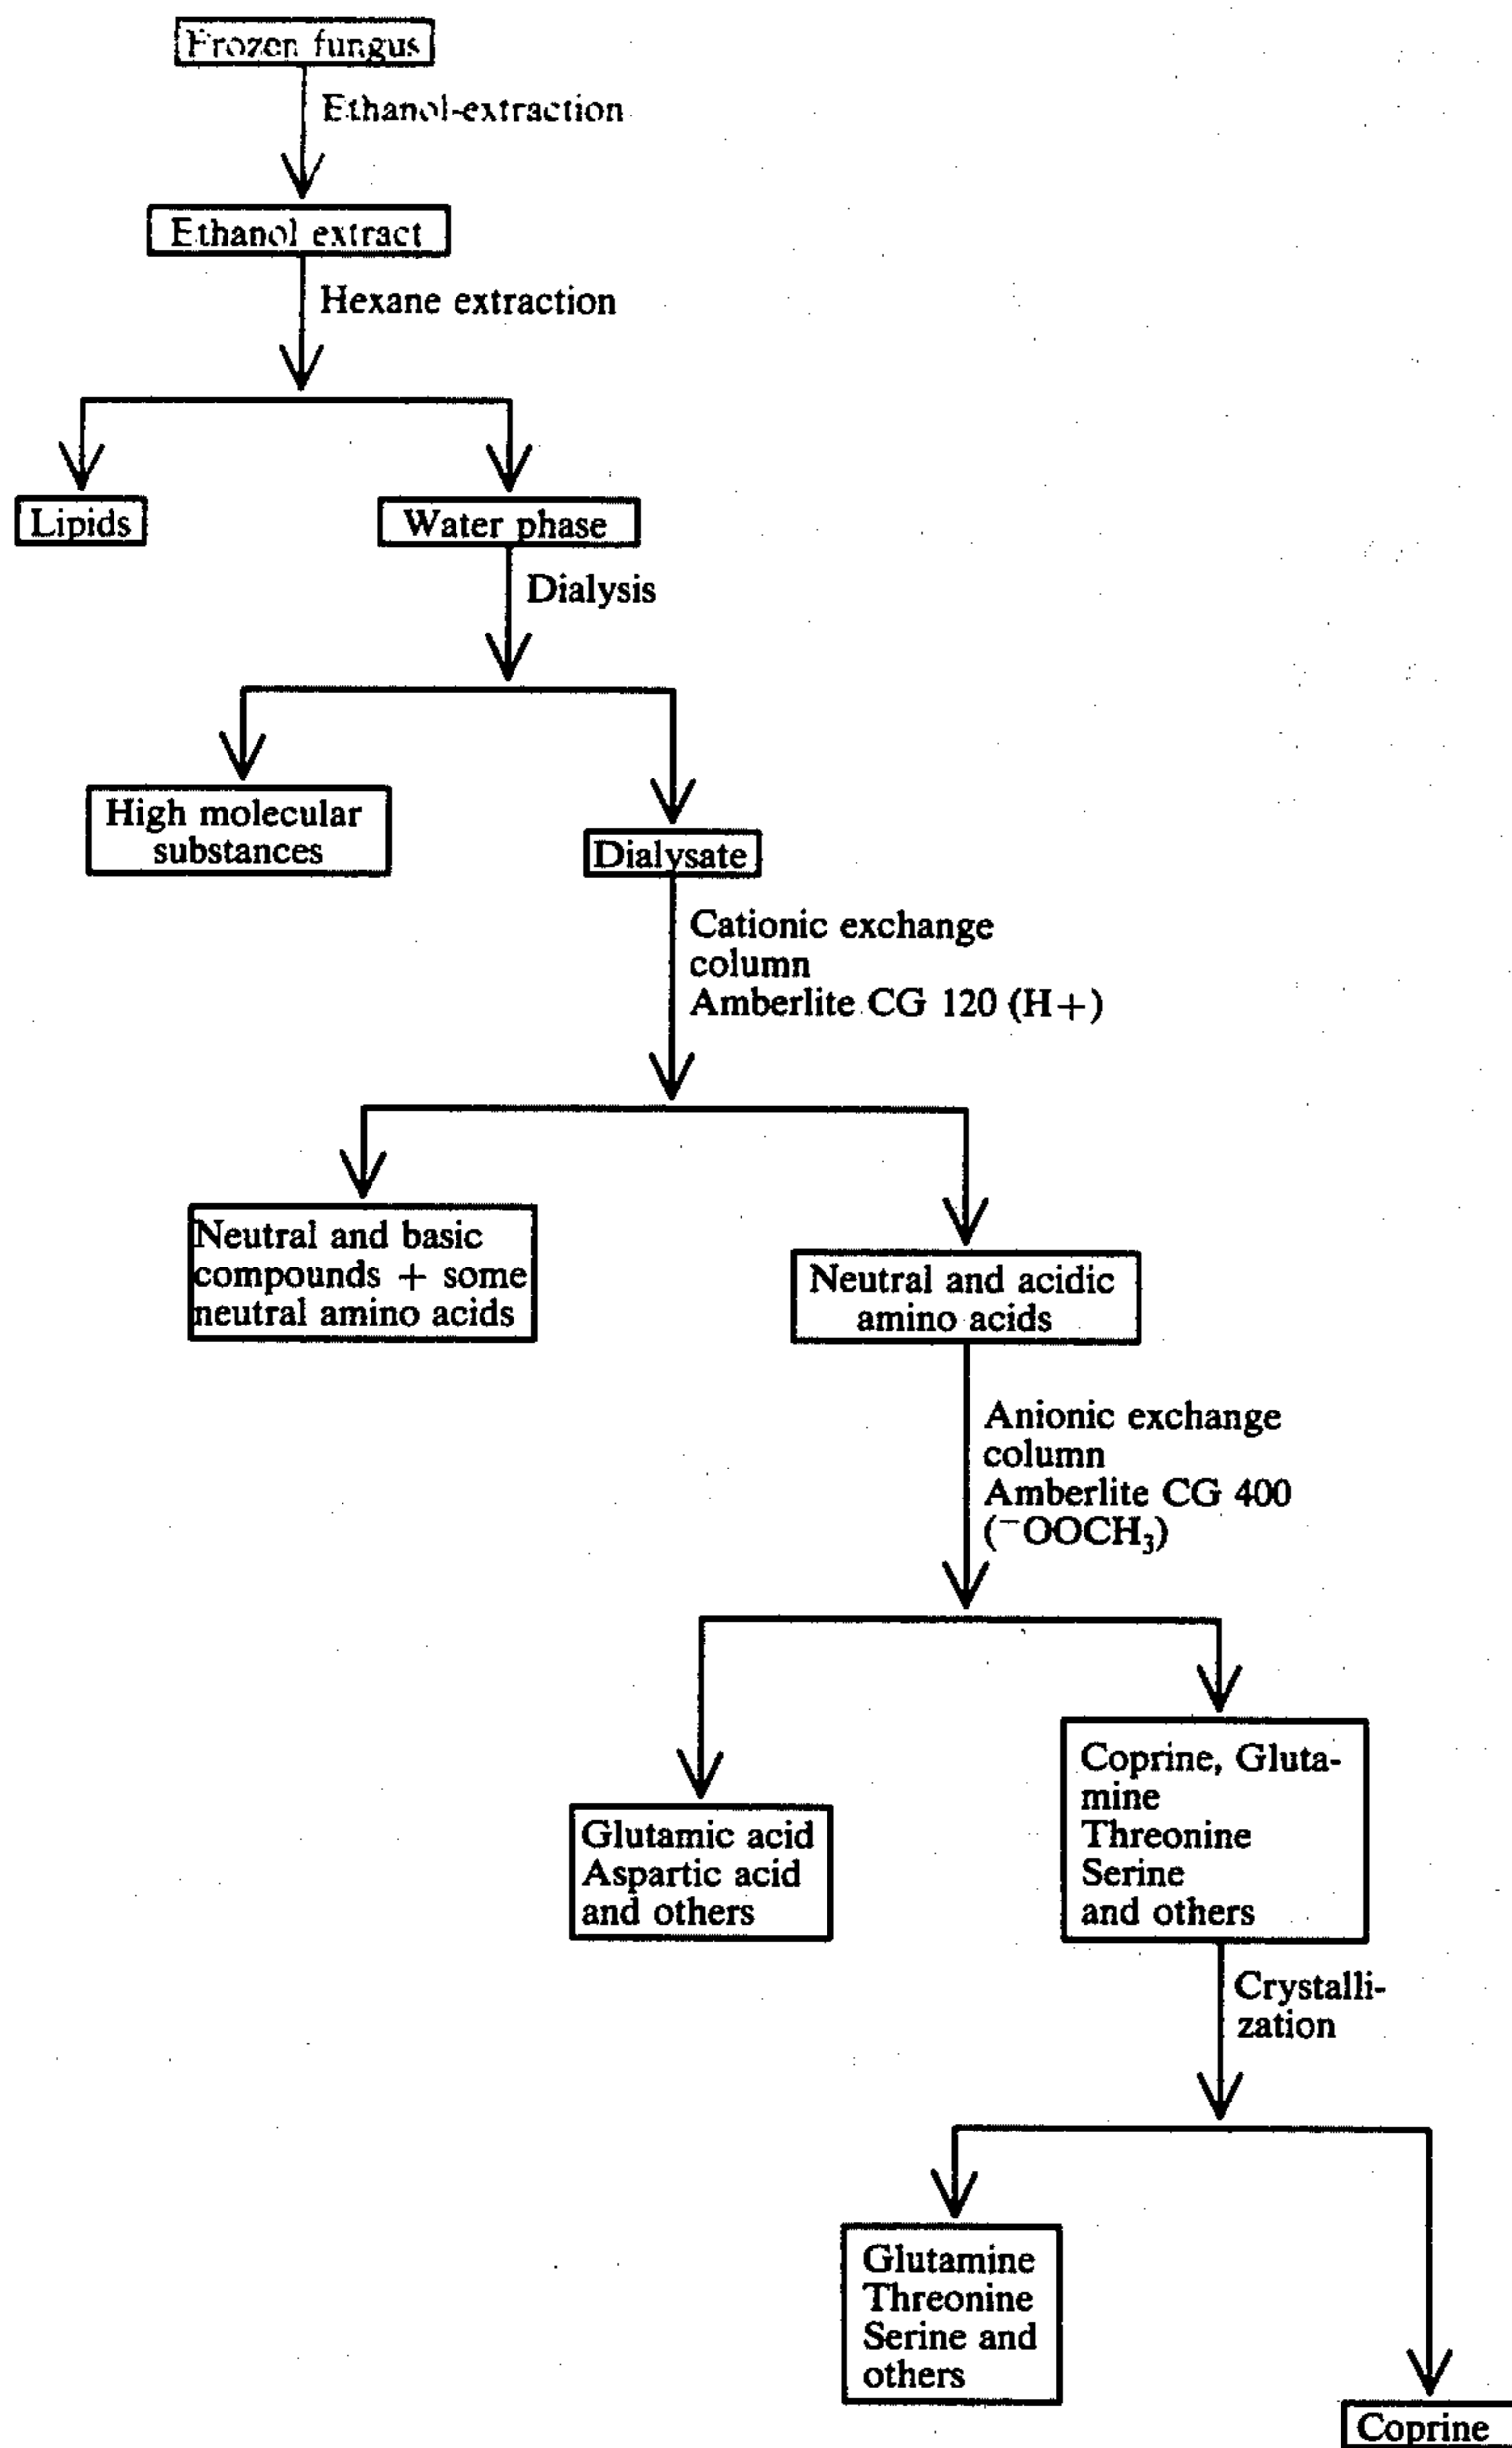 Frozen fungus
Ethanol-extraction
Ethanol extract
Hexane extraction
Lipids
Water phase
Dialysis
High molecular
substances
Dialysate
Cationic exchange
column
Amberlite CG 120 (H+)
Neutral and basic
compounds + some
neutral amino acids
Neutral and acidic
amino acids
Anionic exchange
column
Amberlite CG 400
(⁻OOCH₃)
Glutamic acid
Aspartic acid
and others
Coprine, Gluta-
mine
Threonine
Serine
and others
Crystalli-
zation
Glutamine
Threonine
Serine and
others
Coprine